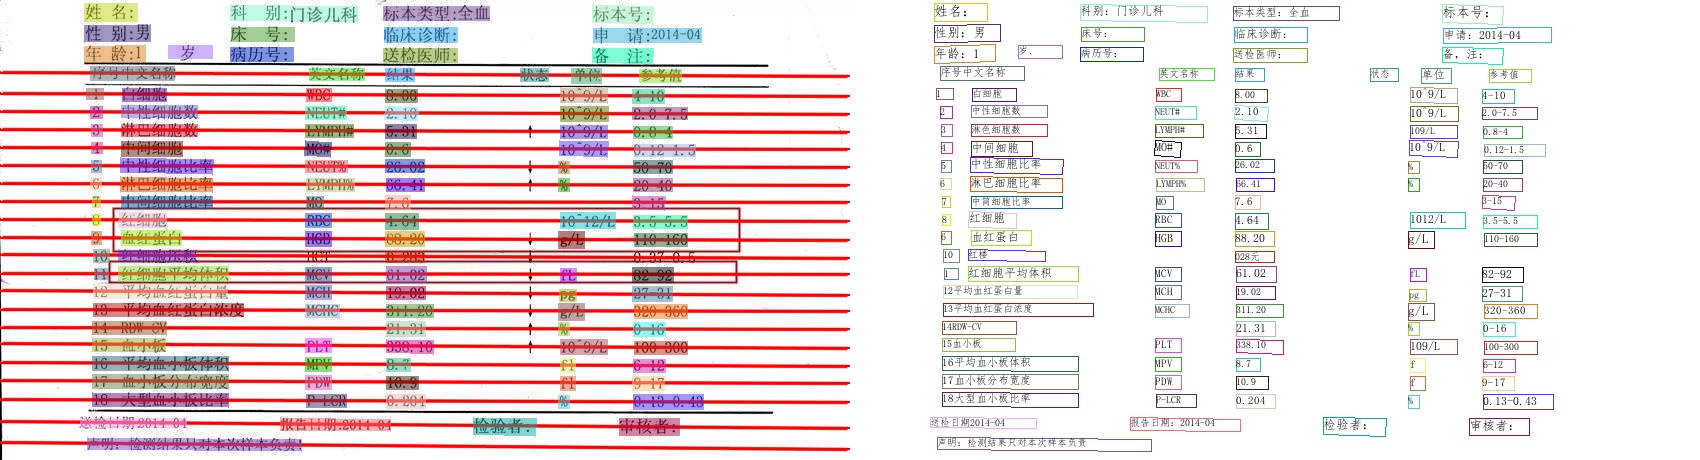 姓 名: 科 别:门诊儿科 标本类型:全血 标本号:
性 别:男 床 号: 临床诊断: 申 请:2014-04
年 龄:1 岁 病历号: 送检医师: 备 注:
序号中文名称 英文名称 结果 状态 单位 参考值
1 白细胞 WBC 8.00 10^9/L 4-10
2 中性细胞数 NEUT# 2.10 10^9/L 2.0-7.5
3 淋巴细胞数 LYMPH# 5.31 ↑ 10^9/L 0.8-4
4 中间细胞 MO# 0.6 10^9/L 0.12-1.5
5 中性细胞比率 NEUT% 26.02 ↓ % 50-70
6 淋巴细胞比率 LYMPH% 66.41 ↑ % 20-40
7 中间细胞比率 MO 7.6 3-15
8 红细胞 RBC 4.64 10^12/L 3.5-5.5
9 血红蛋白 HGB 88.20 ↓ g/L 110-160
10 红细胞压积 HCT 0.283 ↓ 0.37-0.5
11 红细胞平均体积 MCV 61.02 ↓ fL 82-92
12 平均血红蛋白量 MCH 19.02 ↓ pg 27-31
13 平均血红蛋白浓度 MCHC 311.20 ↓ g/L 320-360
14 RDW-CV 21.31 ↑ % 0-16
15 血小板 PLT 338.10 ↑ 10^9/L 100-300
16 平均血小板体积 MPV 8.7 fl 6-12
17 血小板分布宽度 PDW 10.9 fl 9-17
18 大型血小板比率 P-LCR 0.204 % 0.13-0.43
送检日期2014-04 报告日期:2014-04 检验者: 审核者:
声明: 检测结果只对本次样本负责
姓名: 科别: 门诊儿科 标本类型: 全血 标本号:
性别: 男 床号: 临床诊断: 申请: 2014-04
年龄: 1 岁、 病历号: 送检医师: 备, 注:
序号中文名称 英文名称 结果 状态 单位 参考值
1 白细胞 WBC 8.00 10^9/L 4-10
2 中性细胞数 NEUT# 2.10 10^9/L 2.0-7.5
3 淋色细胞数 LYMPH# 5.31 109/L 0.8-4
4 中间细胞 MO# 0.6 10^9/L 0.12-1.5
5 中性细胞比率 NEUT% 26.02 % 50-70
6 淋巴细胞比率 LYMPH% 66.41 % 20-40
7 中筒细胞比率 MO 7.6 3-15
8 红细胞 RBC 4.64 1012/L 3.5-5.5
6 血红蛋白 HGB 88.20 g/L 110-160
10 红楼 028元
1 红细胞平均体积 MCV 61.02 fL 82-92
12平均血红蛋白量 MCH 19.02 pg 27-31
13平均血红蛋白浓度 MCHC 311.20 g/L 320-360
14RDW-CV 21.31 % 0-16
15血小板 PLT 338.10 109/L 100-300
16平均血小板体积 MPV 8.7 f 6-12
17血小板分布宽度 PDW 10.9 f 9-17
18大型血小板比率 P-LCR 0.204 % 0.13-0.43
送检日期2014-04 报告日期: 2014-04 检验者: 审核者:
声明: 检测结果只对本次样本负责